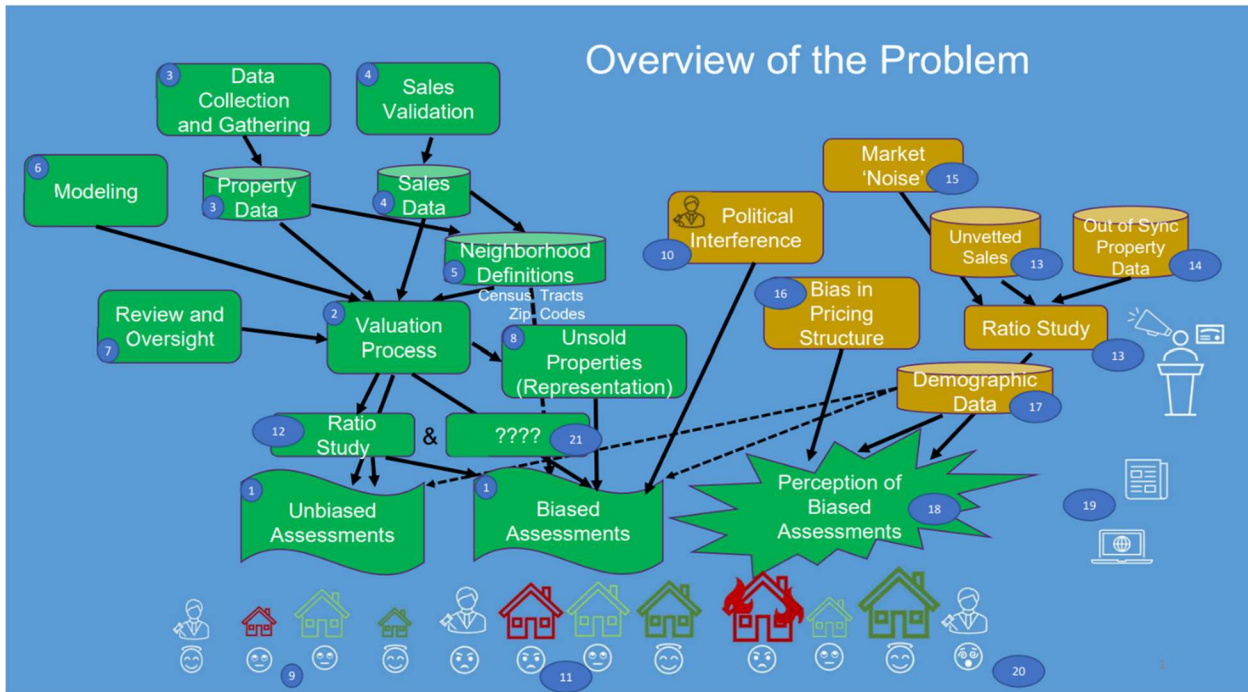 Overview of the Problem
3
Data
Collection
and Gathering
4
Sales
Validation
6
Modeling
Property
Data
3
Sales
Data
4
Market
'Noise'
15
Political
Interference
10
Unvetted
Sales
13
Out of Sync
Property
Data
14
Neighborhood
Definitions
5
Census Tracts
Zip Codes
16
Bias in
Pricing
Structure
Review and
Oversight
7
2
Valuation
Process
8
Unsold
Properties
(Representation)
Ratio Study
13
Demographic
Data
17
12
Ratio
Study
&
????
21
1
Unbiased
Assessments
1
Biased
Assessments
Perception of
Biased
Assessments
18
19
9
11
20
1